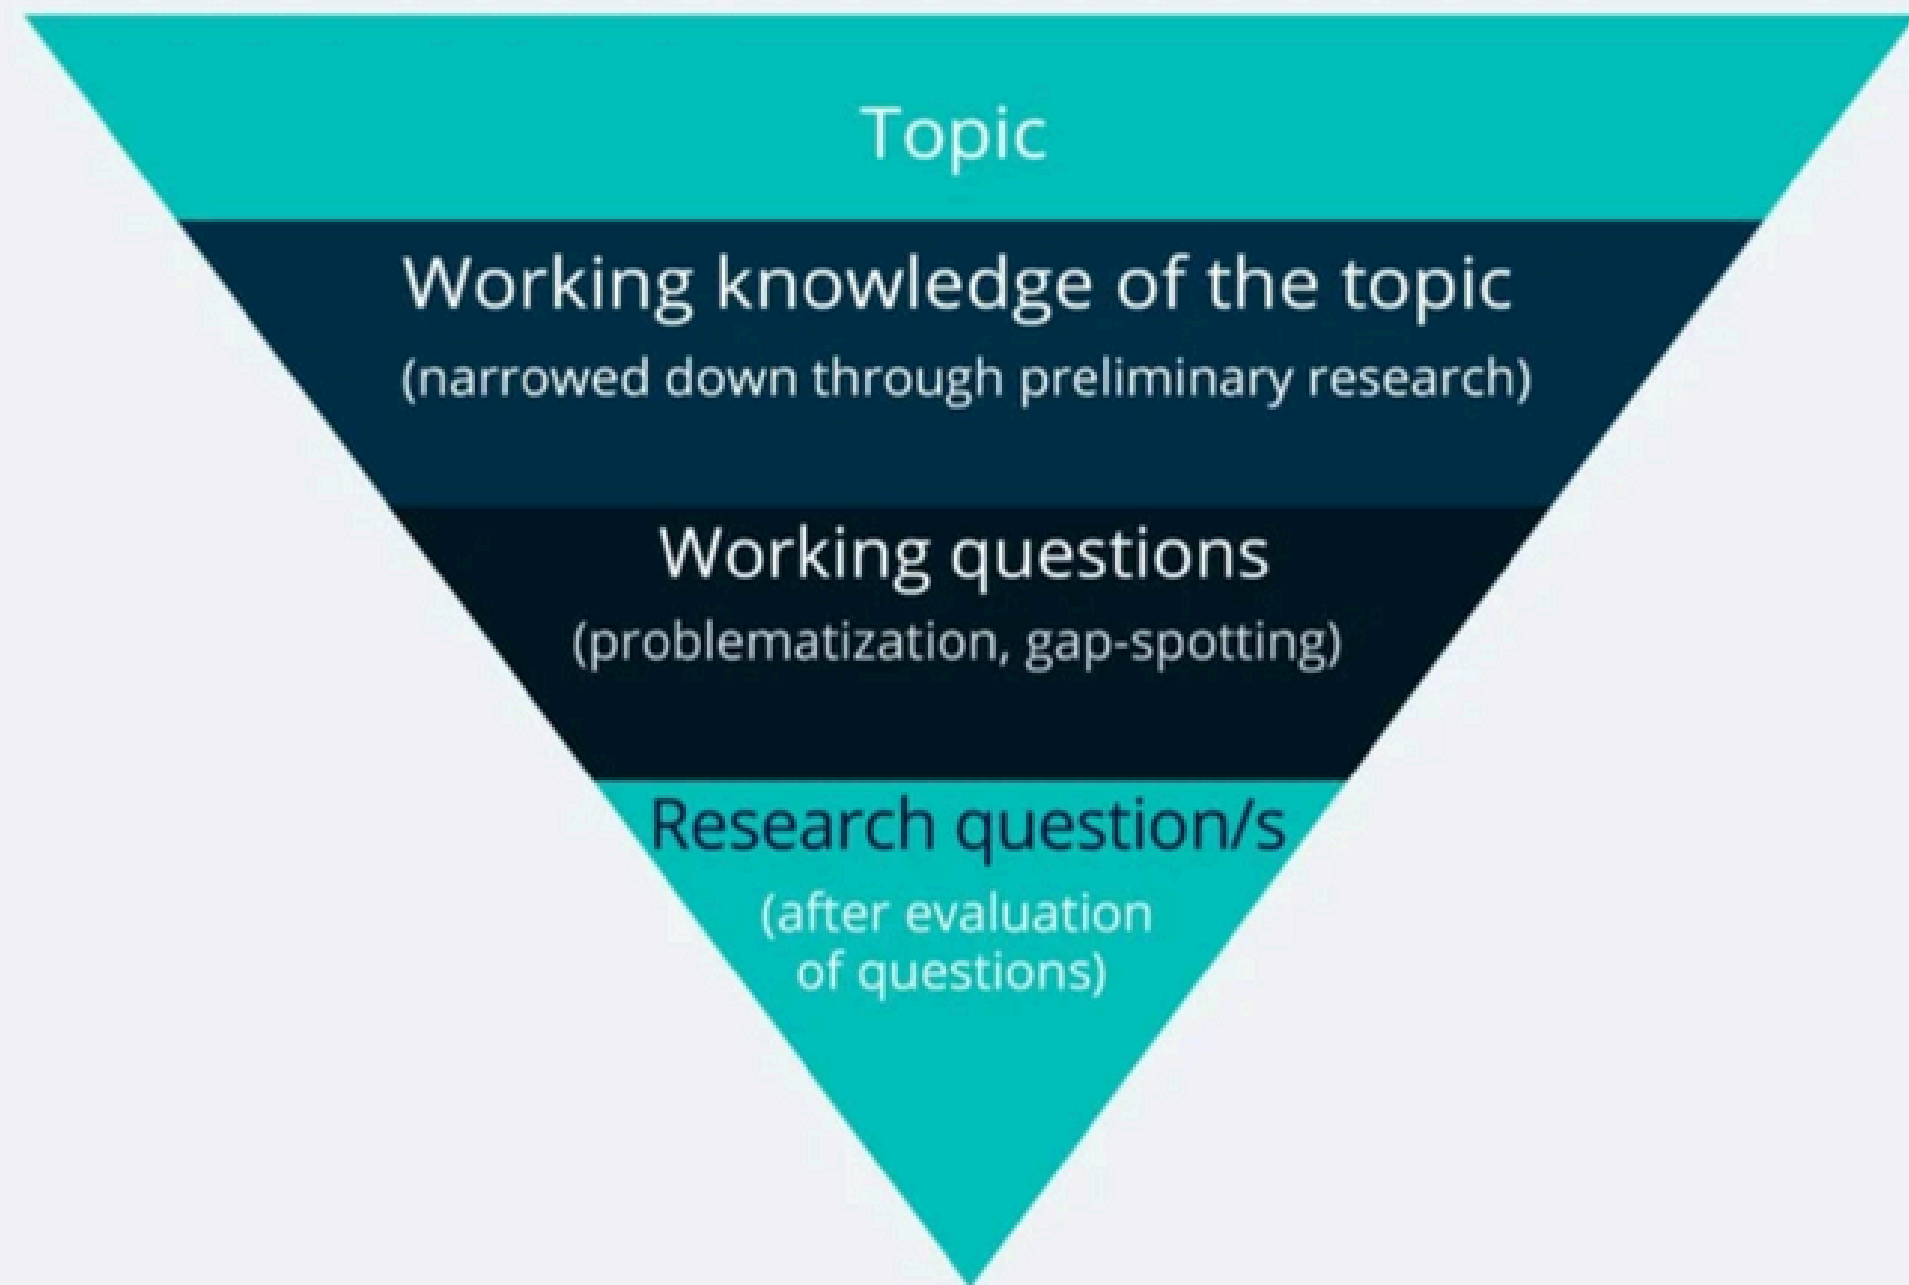 Topic
Working knowledge of the topic
(narrowed down through preliminary research)
Working questions
(problematization, gap-spotting)
Research question/s
(after evaluation
of questions)